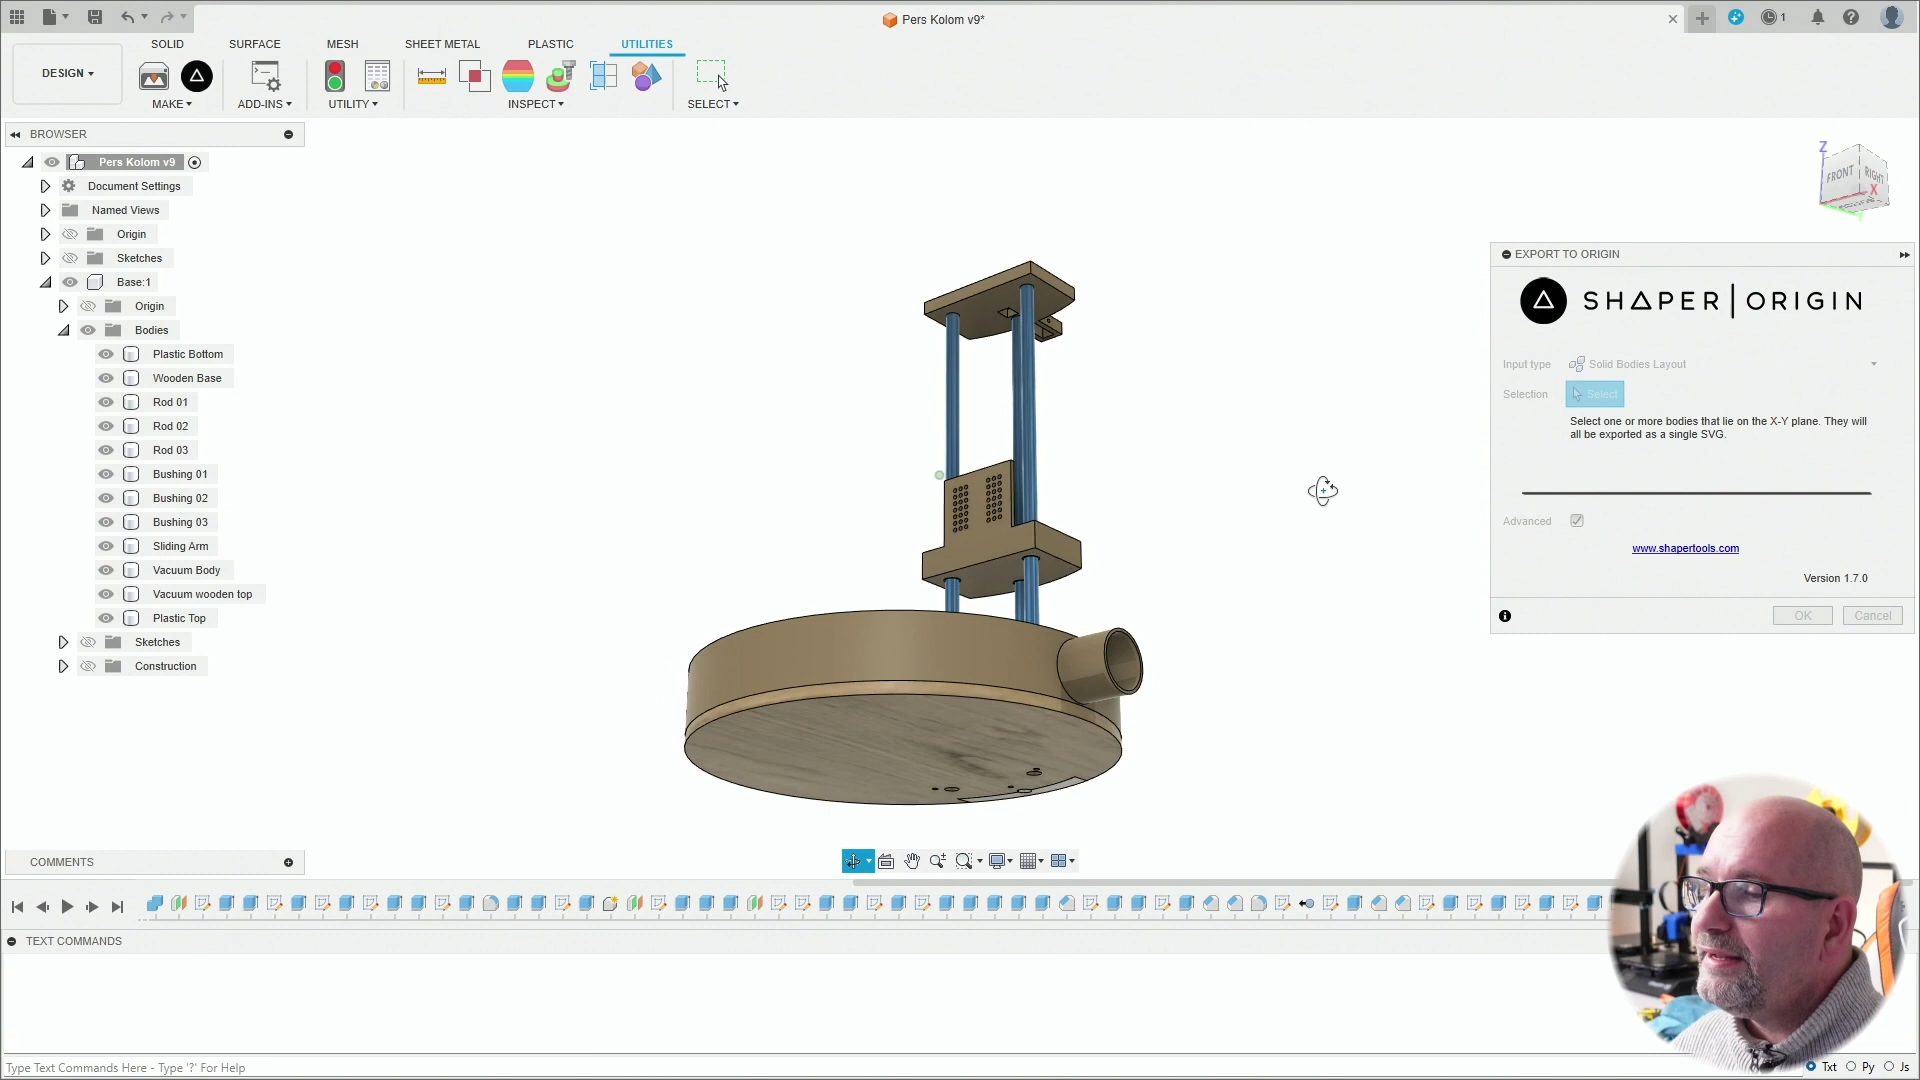 Pers Kolom v9*
1
SOLID
SURFACE
MESH
SHEET METAL
PLASTIC
UTILITIES
DESIGN
MAKE
ADD-INS
UTILITY
INSPECT
SELECT
BROWSER
Pers Kolom v9
Document Settings
Named Views
Origin
Sketches
Base:1
Origin
Bodies
Plastic Bottom
Wooden Base
Rod 01
Rod 02
Rod 03
Bushing 01
Bushing 02
Bushing 03
Sliding Arm
Vacuum Body
Vacuum wooden top
Plastic Top
Sketches
Construction
Z
FRONT
RIGHT
X
EXPORT TO ORIGIN
SHAPER | ORIGIN
Input type
Solid Bodies Layout
Selection
Select
Select one or more bodies that lie on the X-Y plane. They will
all be exported as a single SVG.
Advanced
www.shapertools.com
Version 1.7.0
OK
Cancel
COMMENTS
TEXT COMMANDS
Type Text Commands Here - Type '?' For Help
Txt
Py
Js